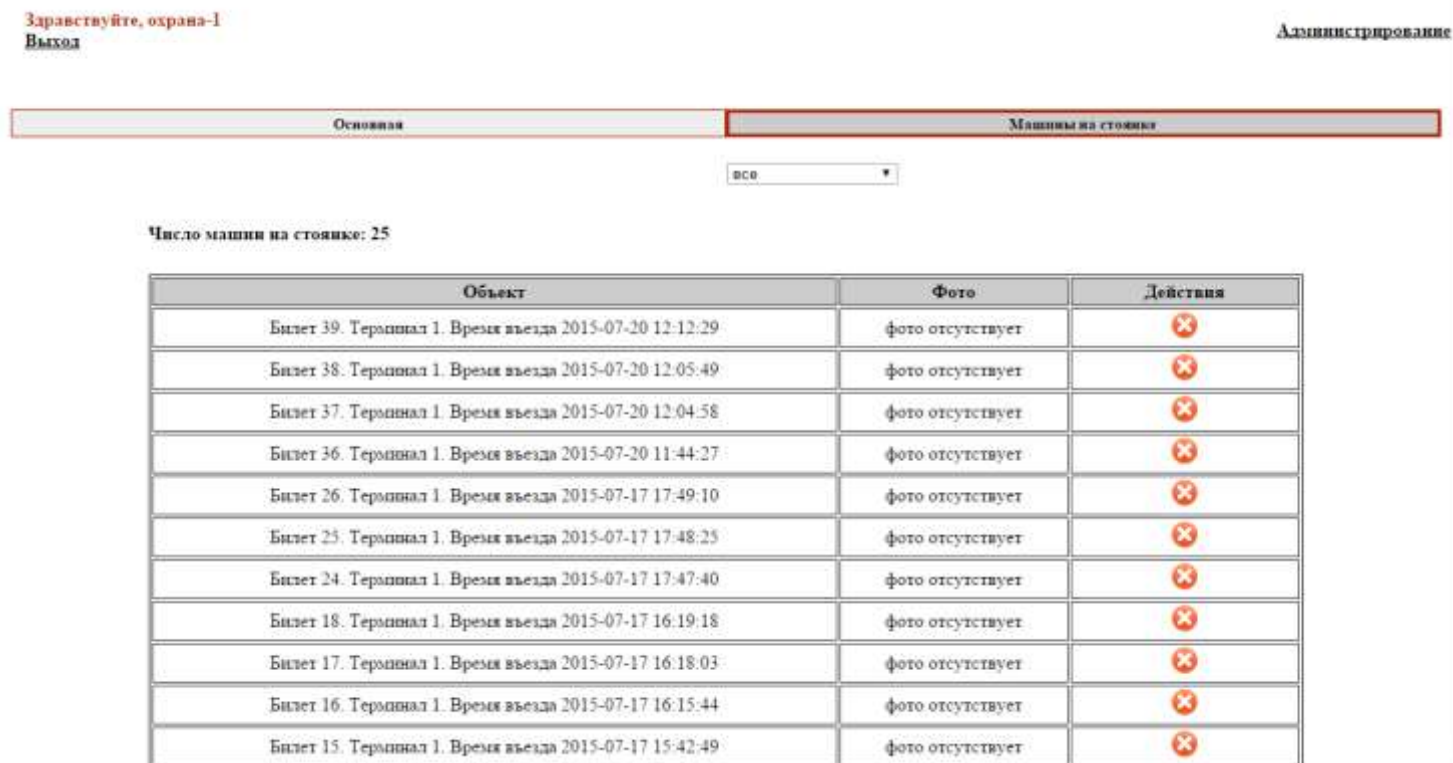 Здравствуйте, охрана-1
Выход
Администрирование
Основная Машины на стоянке
все
Число машин на стоянке: 25
Объект Фото Действия
Билет 39. Терминал 1. Время въезда 2015-07-20 12:12:29 фото отсутствует
Билет 38. Терминал 1. Время въезда 2015-07-20 12:05:49 фото отсутствует
Билет 37. Терминал 1. Время въезда 2015-07-20 12:04:58 фото отсутствует
Билет 36. Терминал 1. Время въезда 2015-07-20 11:44:27 фото отсутствует
Билет 26. Терминал 1. Время въезда 2015-07-17 17:49:10 фото отсутствует
Билет 25. Терминал 1. Время въезда 2015-07-17 17:48:25 фото отсутствует
Билет 24. Терминал 1. Время въезда 2015-07-17 17:47:40 фото отсутствует
Билет 18. Терминал 1. Время въезда 2015-07-17 16:19:18 фото отсутствует
Билет 17. Терминал 1. Время въезда 2015-07-17 16:18:03 фото отсутствует
Билет 16. Терминал 1. Время въезда 2015-07-17 16:15:44 фото отсутствует
Билет 15. Терминал 1. Время въезда 2015-07-17 15:42:49 фото отсутствует